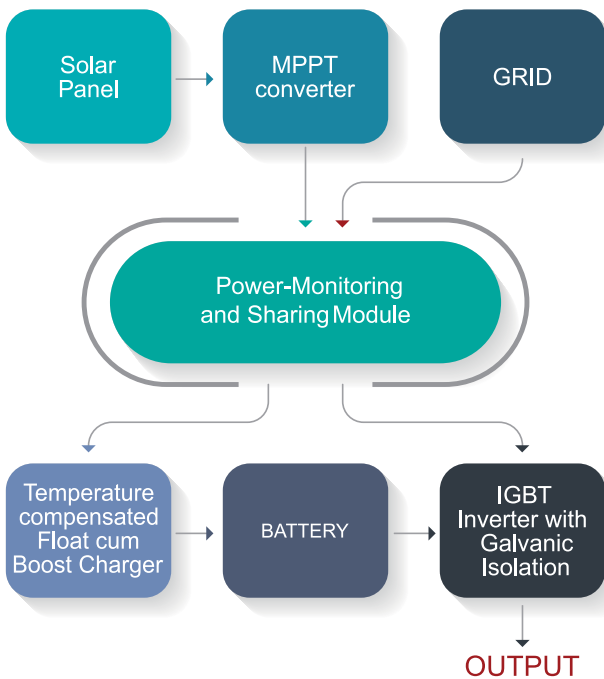 Solar
Panel
MPPT
converter
GRID
Power-Monitoring
and Sharing Module
Temperature
compensated
Float cum
Boost Charger
BATTERY
IGBT
Inverter with
Galvanic
Isolation
OUTPUT